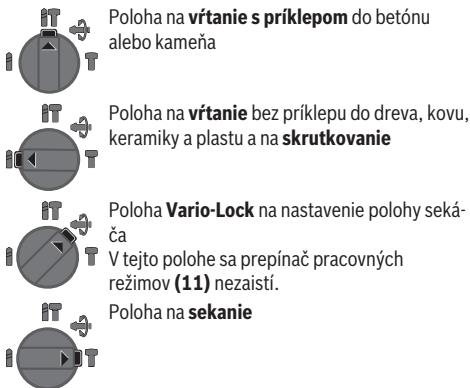 Poloha na vŕtanie s príklepom do betónu
alebo kameňa
Poloha na vŕtanie bez príklepu do dreva, kovu,
keramiky a plastu a na skrutkovanie
Poloha Vario-Lock na nastavenie polohy seká-
ča
V tejto polohe sa prepínač pracovných
režimov (11) nezaistí.
Poloha na sekanie